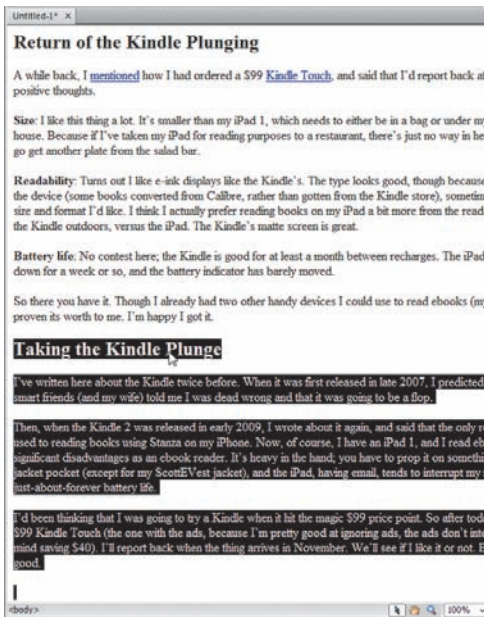 Untitled-1* ×
Return of the Kindle Plunging
A while back, I mentioned how I had ordered a $99 Kindle Touch, and said that I'd report back
positive thoughts.
Size: I like this thing a lot. It's smaller than my iPad 1, which needs to either be in a bag or under
house. Because if I've taken my iPad for reading purposes to a restaurant, there's just no way in
go get another plate from the salad bar.
Readability: Turns out I like e-ink displays like the Kindle's. The type looks good, though because
the device (some books converted from Calibre, rather than gotten from the Kindle store),
size and format I'd like. I think I actually prefer reading books on my iPad a bit more from the
the Kindle outdoors, versus the iPad. The Kindle's matte screen is great.
Battery life: No contest here; the Kindle is good for at least a month between recharges. The iPad
down for a week or so, and the battery indicator has barely moved.
So there you have it. Though I already had two other handy devices I could use to read ebooks
proven its worth to me. I'm happy I got it.
Taking the Kindle Plunge
I've written here about the Kindle twice before. When it was first released in late 2007, I predicted
smart friends (and my wife) told me I was dead wrong and that it was going to be a flop.
Then, when the Kindle 2 was released in early 2009, I wrote about it again, and said that the only
used to reading books using Stanza on my iPhone. Now, of course, I have an iPad 1, and I read
significant disadvantages as an ebook reader. It's heavy in the hand; you have to prop it on
jacket pocket (except for my ScottEVest jacket), and the iPad, having email, tends to interrupt my
just-about-forever battery life.
I'd been thinking that I was going to try a Kindle when it hit the magic $99 price point. So after
$99 Kindle Touch (the one with the ads, because I'm pretty good at ignoring ads, the ads don't
mind saving $40). I'll report back when the thing arrives in November. We'll see if I like it or not.
good.
<body> 100%